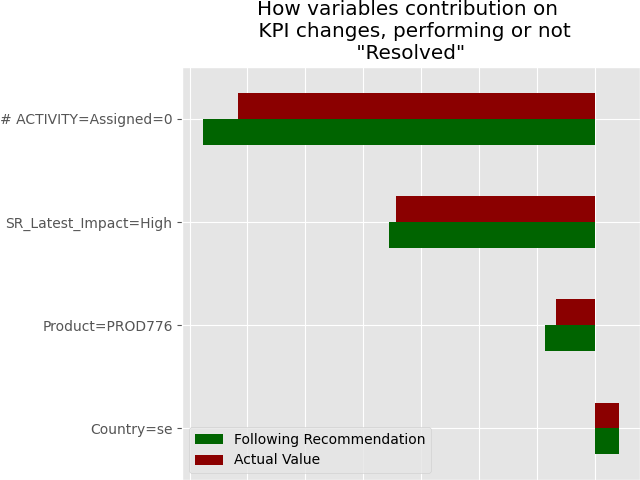 How variables contribution on
KPI changes, performing or not
"Resolved"
# ACTIVITY=Assigned=0
SR_Latest_Impact=High
Product=PROD776
Country=se
Following Recommendation
Actual Value